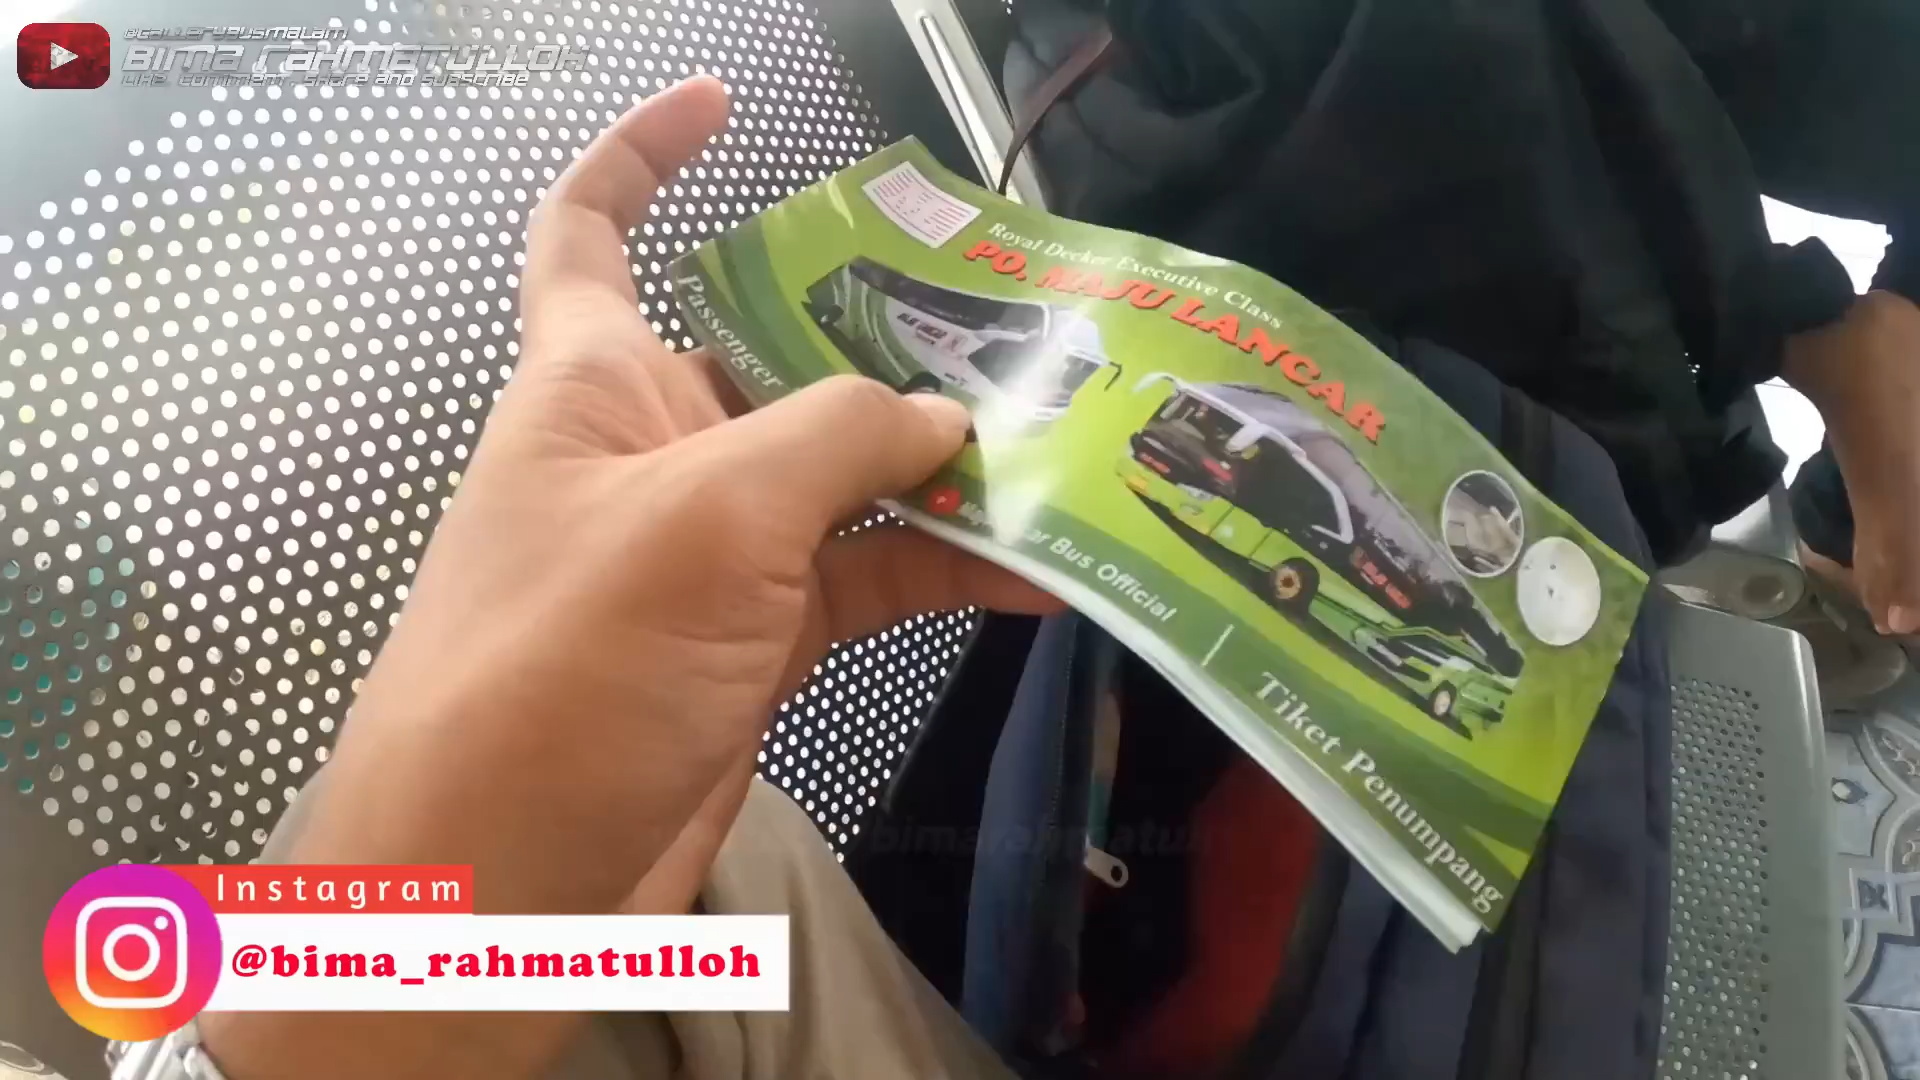 @GALLERYBUSMALAM
BIMA RAHMATULLOH
LIKE, COMMENT, SHARE AND SUBSCRIBE
Royal Decker Executive Class
PO. MAJU LANCAR
Passenger
Bus Official
Tiket Penumpang
Instagram
@bima_rahmatulloh